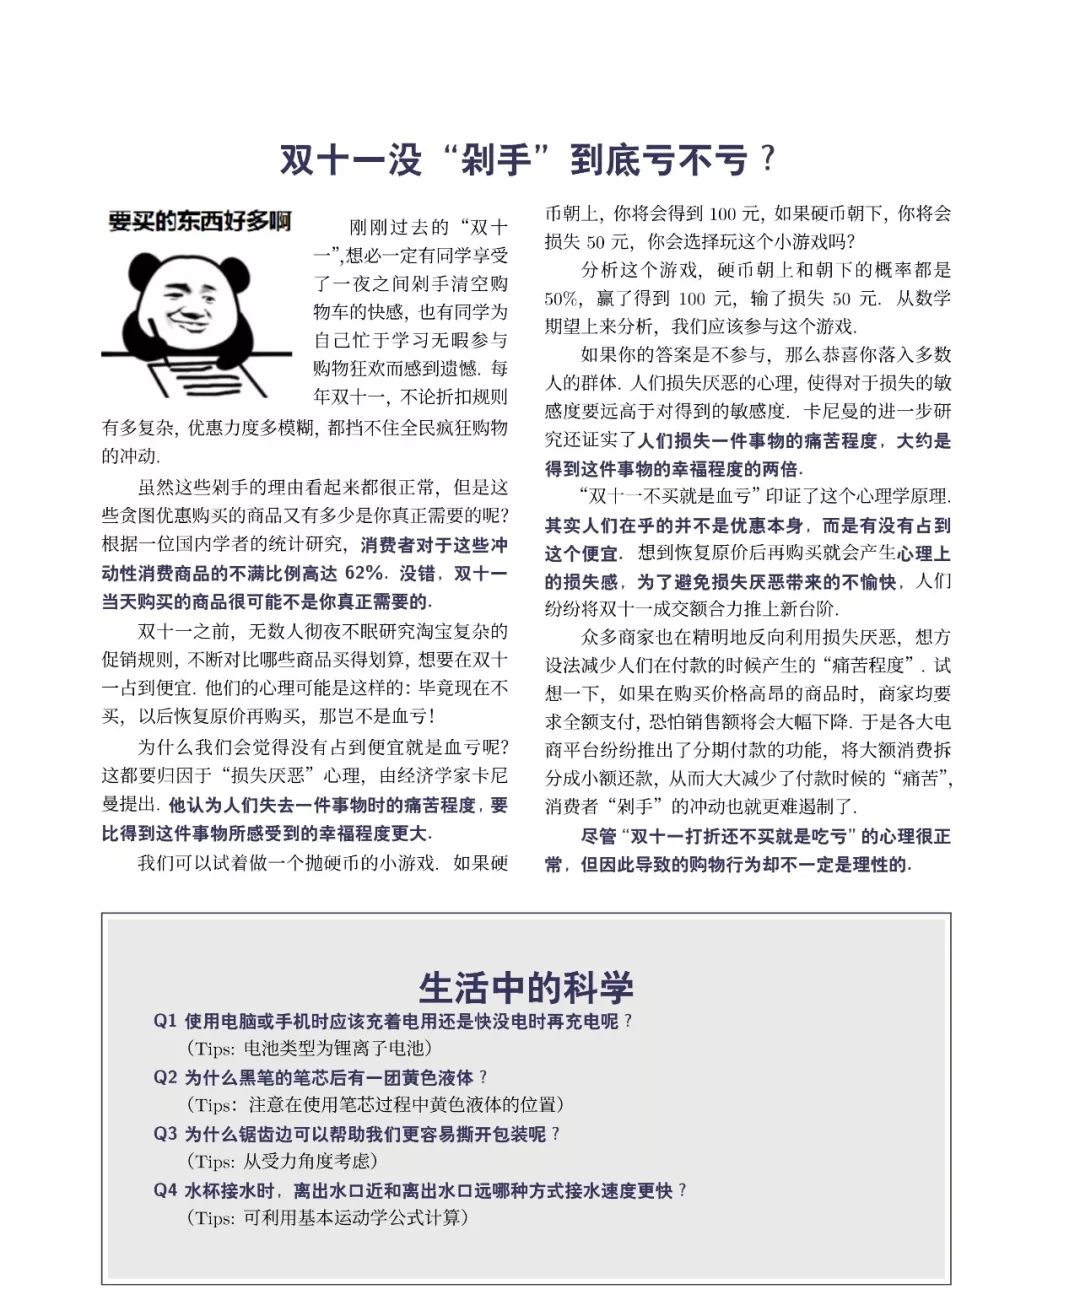 双十一没“剁手”到底亏不亏？
要买的东西好多啊
刚刚过去的“双十
一”,想必一定有同学享受
了一夜之间剁手清空购
物车的快感，也有同学为
自己忙于学习无暇参与
购物狂欢而感到遗憾. 每
年双十一，不论折扣规则
有多复杂, 优惠力度多模糊, 都挡不住全民疯狂购物
的冲动.
虽然这些剁手的理由看起来都很正常，但是这
些贪图优惠购买的商品又有多少是你真正需要的呢？
根据一位国内学者的统计研究，消费者对于这些冲
动性消费商品的不满比例高达 62%. 没错，双十一
当天购买的商品很可能不是你真正需要的.
双十一之前，无数人彻夜不眠研究淘宝复杂的
促销规则, 不断对比哪些商品买得划算, 想要在双十
一占到便宜. 他们的心理可能是这样的: 毕竟现在不
买，以后恢复原价再购买，那岂不是血亏!
为什么我们会觉得没有占到便宜就是血亏呢?
这都要归因于“损失厌恶”心理，由经济学家卡尼
曼提出. 他认为人们失去一件事物时的痛苦程度，要
比得到这件事物所感受到的幸福程度更大.
我们可以试着做一个抛硬币的小游戏. 如果硬
币朝上, 你将会得到 100 元, 如果硬币朝下, 你将会
损失 50 元，你会选择玩这个小游戏吗?
分析这个游戏，硬币朝上和朝下的概率都是
50%，赢了得到 100 元，输了损失 50 元. 从数学
期望上来分析，我们应该参与这个游戏.
如果你的答案是不参与，那么恭喜你落入多数
人的群体. 人们损失厌恶的心理, 使得对于损失的敏
感度要远高于对得到的敏感度. 卡尼曼的进一步研
究还证实了人们损失一件事物的痛苦程度，大约是
得到这件事物的幸福程度的两倍.
“双十一不买就是血亏”印证了这个心理学原理.
其实人们在乎的并不是优惠本身，而是有没有占到
这个便宜. 想到恢复原价后再购买就会产生心理上
的损失感，为了避免损失厌恶带来的不愉快，人们
纷纷将双十一成交额合力推上新台阶.
众多商家也在精明地反向利用损失厌恶，想方
设法减少人们在付款的时候产生的“痛苦程度”. 试
想一下，如果在购买价格高昂的商品时，商家均要
求全额支付, 恐怕销售额将会大幅下降. 于是各大电
商平台纷纷推出了分期付款的功能，将大额消费拆
分成小额还款，从而大大减少了付款时候的“痛苦”,
消费者“剁手”的冲动也就更难遏制了.
尽管“双十一打折还不买就是吃亏”的心理很正
常，但因此导致的购物行为却不一定是理性的.
生活中的科学
Q1 使用电脑或手机时应该充着电用还是快没电时再充电呢？
（Tips: 电池类型为锂离子电池）
Q2 为什么黑笔的笔芯后有一团黄色液体？
（Tips：注意在使用笔芯过程中黄色液体的位置）
Q3 为什么锯齿边可以帮助我们更容易撕开包装呢？
（Tips: 从受力角度考虑）
Q4 水杯接水时，离出水口近和离出水口远哪种方式接水速度更快？
（Tips: 可利用基本运动学公式计算）